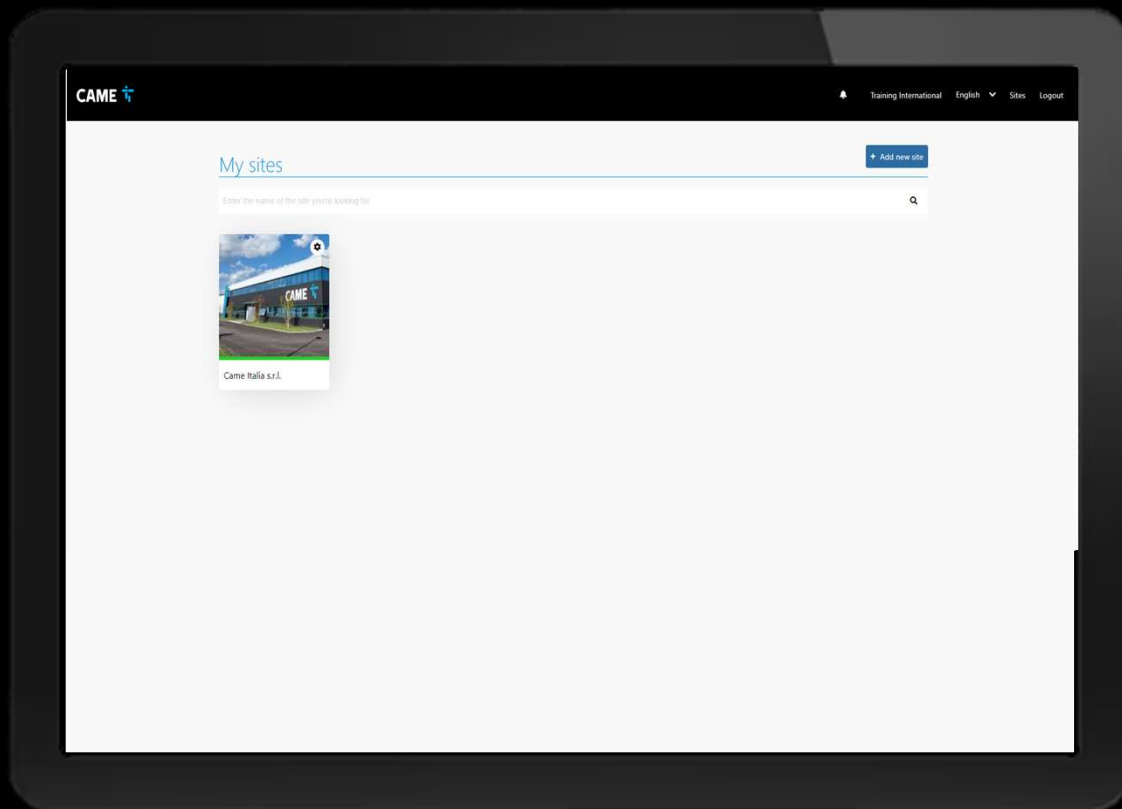 CAME
Training International English Sites Logout
My sites
+ Add new site
Enter the name of the site you're looking for
CAME
Came Italia s.r.l.